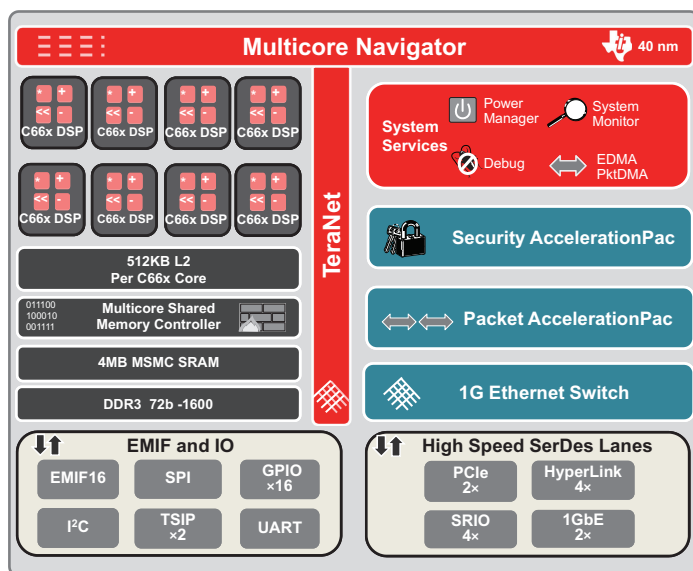 Multicore Navigator
40 nm
* + * + * + * +
<< - << - << - << -
C66x DSP C66x DSP C66x DSP C66x DSP
* + * + * + * +
<< - << - << - << -
C66x DSP C66x DSP C66x DSP C66x DSP
512KB L2
Per C66x Core
011100
100010
001111
Multicore Shared
Memory Controller
4MB MSMC SRAM
DDR3 72b -1600
TeraNet
System
Services
Power
Manager
System
Monitor
Debug
EDMA
PktDMA
Security AccelerationPac
Packet AccelerationPac
1G Ethernet Switch
EMIF and IO
EMIF16
SPI
GPIO
×16
I²C
TSIP
×2
UART
High Speed SerDes Lanes
PCIe
2×
HyperLink
4×
SRIO
4×
1GbE
2×